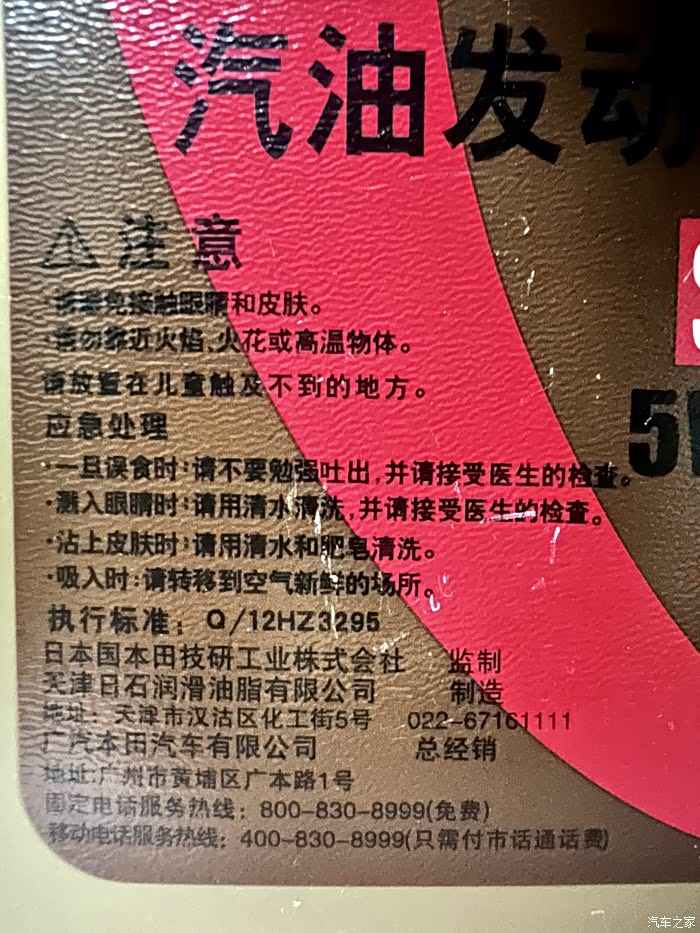 汽油发动
注意
请避免接触眼睛和皮肤。
·请勿靠近火焰、火花或高温物体。
请放置在儿童触及不到的地方。
5
应急处理
·一旦误食时：请不要勉强吐出，并请接受医生的检查。
·溅入眼睛时：请用清水清洗，并请接受医生的检查。
·沾上皮肤时：请用清水和肥皂清洗。
·吸入时：请转移到空气新鲜的场所。
执行标准：Q/12HZ3295
日本国本田技研工业株式会社 监制
天津日石润滑油脂有限公司 制造
地址：天津市汉沽区化工街5号 022-67161111
广汽本田汽车有限公司 总经销
地址:广州市黄埔区广本路1号
固定电话服务热线：800-830-8999(免费)
移动电话服务热线：400-830-8999(只需付市话通话费)
汽车之家